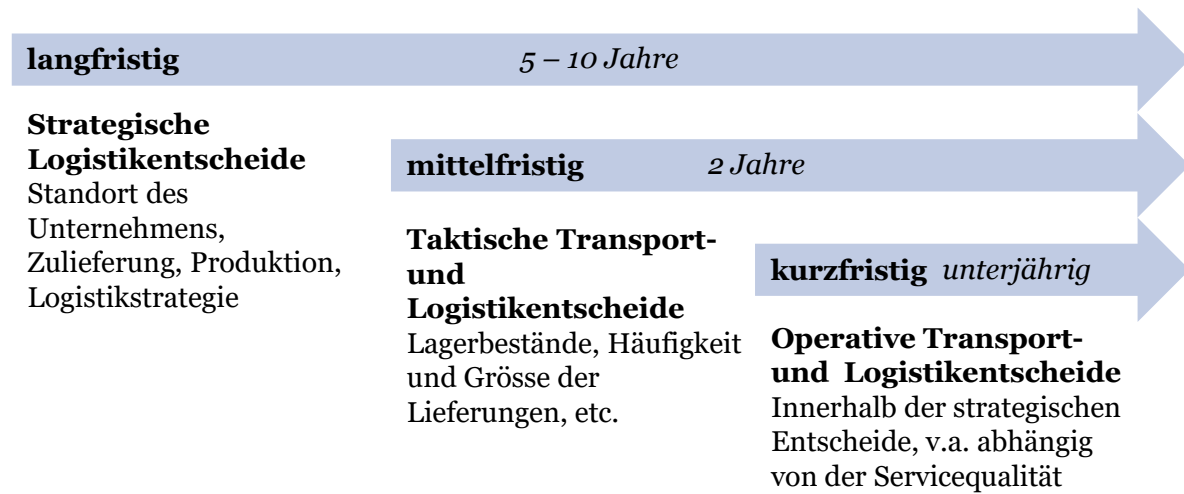 langfristig 5 – 10 Jahre
Strategische
Logistikentscheide
Standort des
Unternehmens,
Zulieferung, Produktion,
Logistikstrategie
mittelfristig 2 Jahre
Taktische Transport-
und
Logistikentscheide
Lagerbestände, Häufigkeit
und Grösse der
Lieferungen, etc.
kurzfristig unterjährig
Operative Transport-
und Logistikentscheide
Innerhalb der strategischen
Entscheide, v.a. abhängig
von der Servicequalität